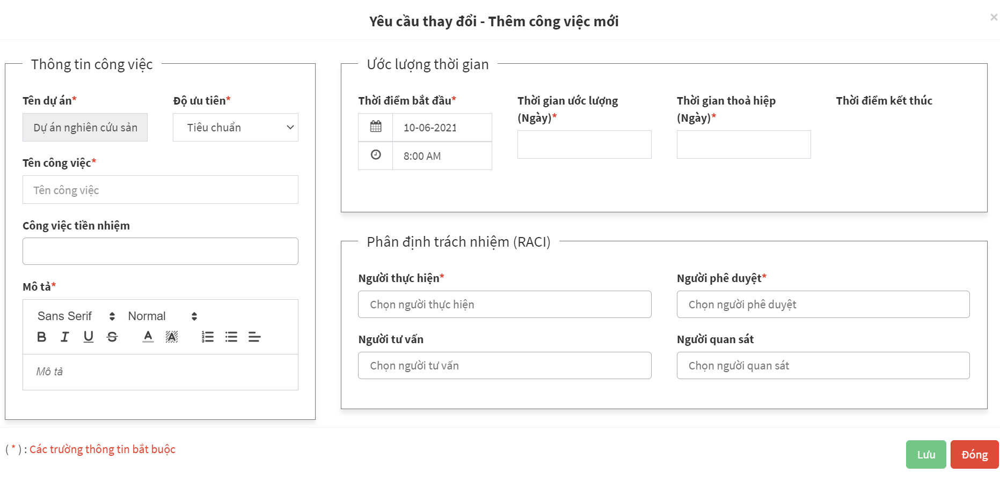 Yêu cầu thay đổi - Thêm công việc mới
×
Thông tin công việc
Tên dự án*
Độ ưu tiên*
Dự án nghiên cứu sản
Tiêu chuẩn
Tên công việc*
Tên công việc
Công việc tiền nhiệm
Mô tả*
Sans Serif
Normal
Mô tả
Ước lượng thời gian
Thời điểm bắt đầu*
10-06-2021
8:00 AM
Thời gian ước lượng
(Ngày)*
Thời gian thoả hiệp
(Ngày)*
Thời điểm kết thúc
Phân định trách nhiệm (RACI)
Người thực hiện*
Chọn người thực hiện
Người phê duyệt*
Chọn người phê duyệt
Người tư vấn
Chọn người tư vấn
Người quan sát
Chọn người quan sát
( * ) : Các trường thông tin bắt buộc
Lưu
Đóng